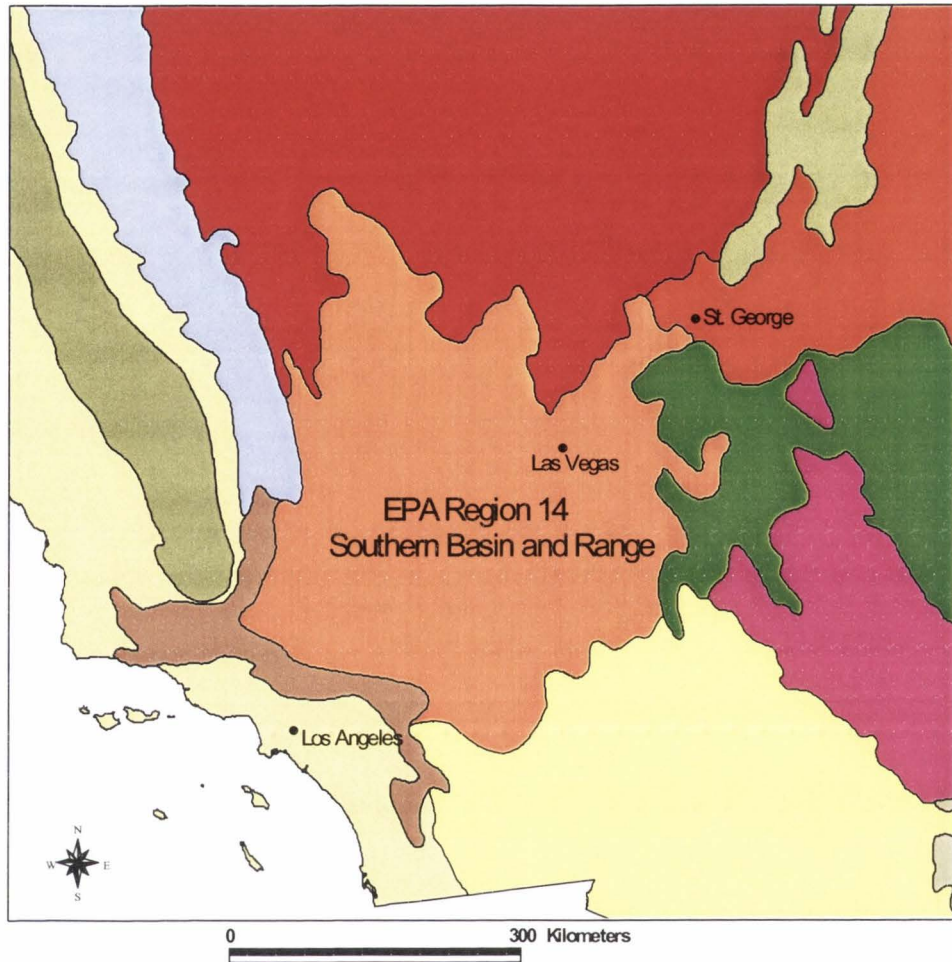 St. George
Las Vegas
EPA Region 14
Southern Basin and Range
Los Angeles
N
W E
S
0 300 Kilometers